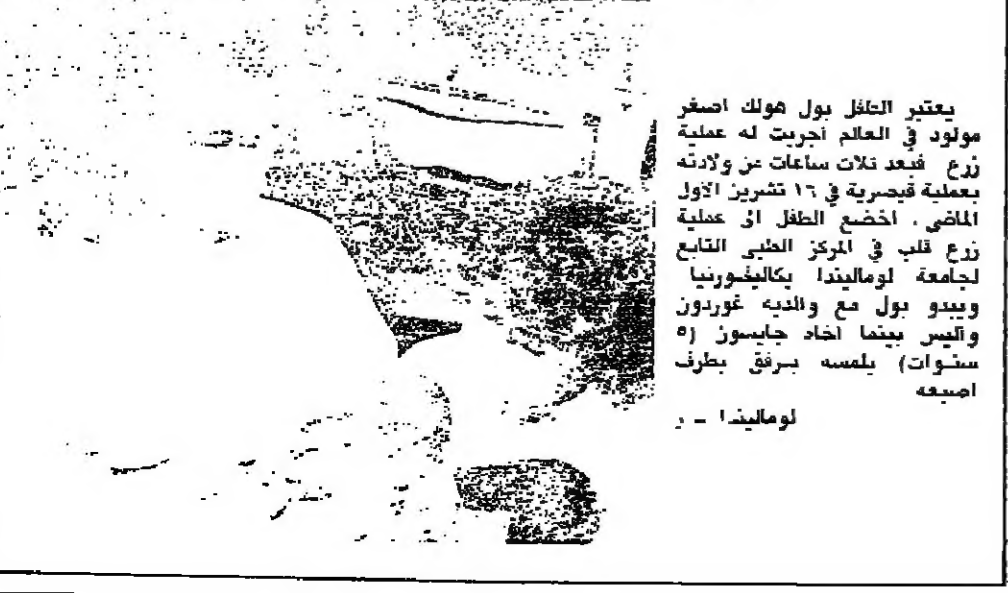 يعتبر الطفل بول هولك اصغر
مولود في العالم اجريت له عملية
زرع فبعد ثلاث ساعات عن ولادته
بعملية قيصرية في ١٦ تشرين الاول
الماضي ، اخضع الطفل الى عملية
زرع قلب في المركز الطبي التابع
لجامعة لوماليندا بكاليفورنيا
ويبدو بول مع والديه غوردون
وآليس بينما اخاه جايسون (٥
سنوات) يلمسه برفق بطرف
اصبعه
لوماليندا ــ ر